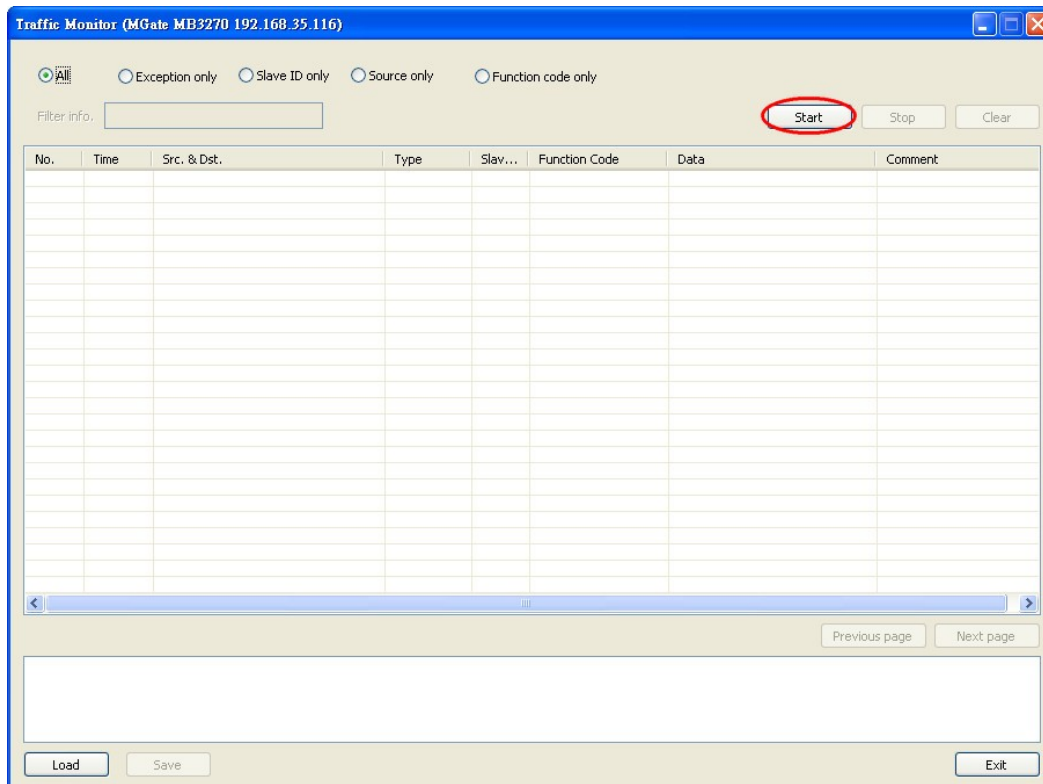 Traffic Monitor (MGate MB3270 192.168.35.116)
All Exception only Slave ID only Source only Function code only
Filter info. Start Stop Clear
No. Time Src. & Dst. Type Slav... Function Code Data Comment
Previous page Next page
Load Save Exit